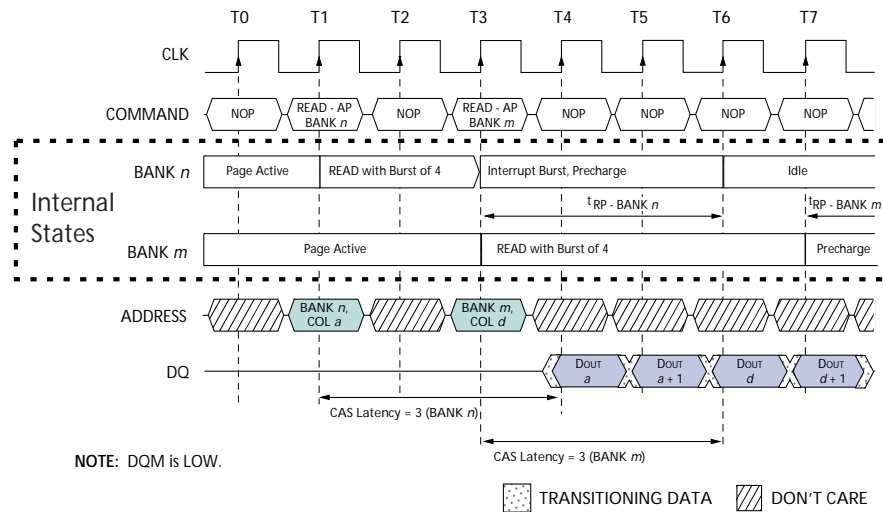 T0 T1 T2 T3 T4 T5 T6 T7
CLK
COMMAND NOP READ - AP BANK n NOP READ - AP BANK m NOP NOP NOP NOP
Internal States
BANK n Page Active READ with Burst of 4 Interrupt Burst, Precharge Idle
tRP - BANK n tRP - BANK m
BANK m Page Active READ with Burst of 4 Precharge
ADDRESS BANK n, COL a BANK m, COL d
DQ DOUT a DOUT a + 1 DOUT d DOUT d + 1
CAS Latency = 3 (BANK n)
CAS Latency = 3 (BANK m)
NOTE: DQM is LOW.
TRANSITIONING DATA DON'T CARE